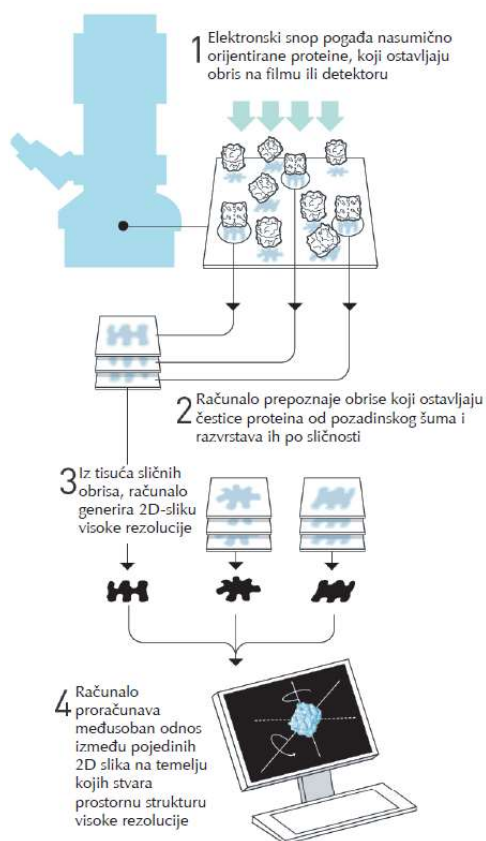 1 Elektronski snop pogađa nasumično
orijentirane proteine, koji ostavljaju
obris na filmu ili detektoru
2 Računalo prepoznaje obrise koji ostavljaju
čestice proteina od pozadinskog šuma i
razvrstava ih po sličnosti
3 Iz tisuća sličnih
obrisa, računalo
generira 2D-sliku
visoke rezolucije
4 Računalo
proračunava
međusoban odnos
između pojedinih
2D slika na temelju
kojih stvara
prostornu strukturu
visoke rezolucije